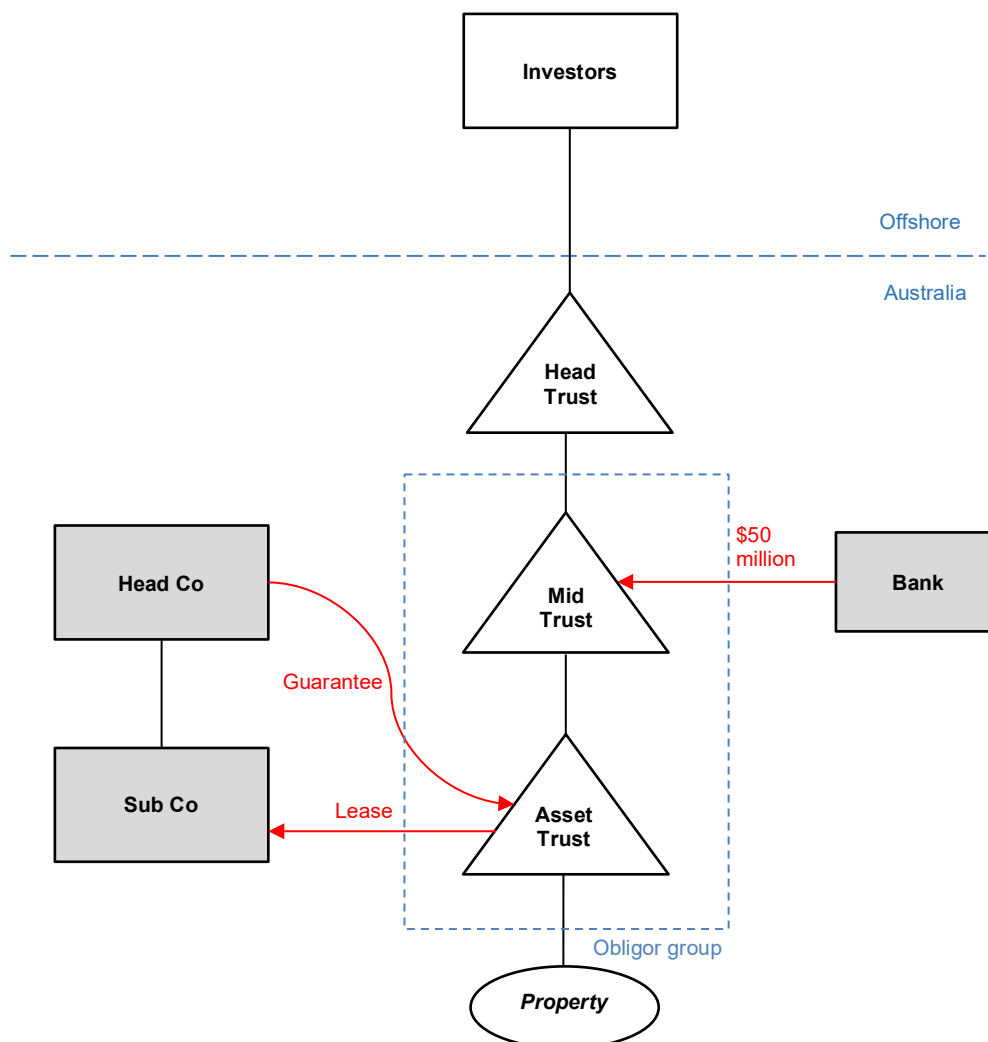 Investors
Offshore
Australia
Head
Trust
$50
million
Head Co
Mid
Trust
Bank
Guarantee
Sub Co
Lease
Asset
Trust
Obligor group
Property